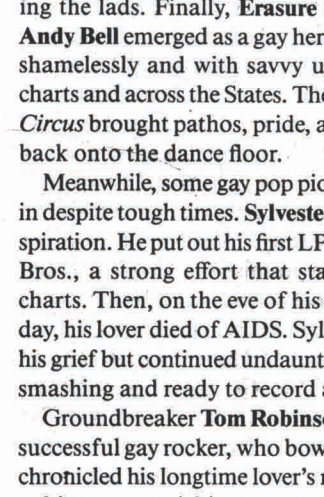 ing the lads. Finally, Erasure
Andy Bell emerged as a gay her
shamelessly and with savvy u
charts and across the States. The
Circus brought pathos, pride, a
back onto the dance floor.
Meanwhile, some gay pop pio
in despite tough times. Sylveste
spiration. He put out his first LP
Bros., a strong effort that sta
charts. Then, on the eve of his
day, his lover died of AIDS. Syl
his grief but continued undaunt
smashing and ready to record a
Groundbreaker Tom Robinso
successful gay rocker, who bow
chronicled his longtime lover's